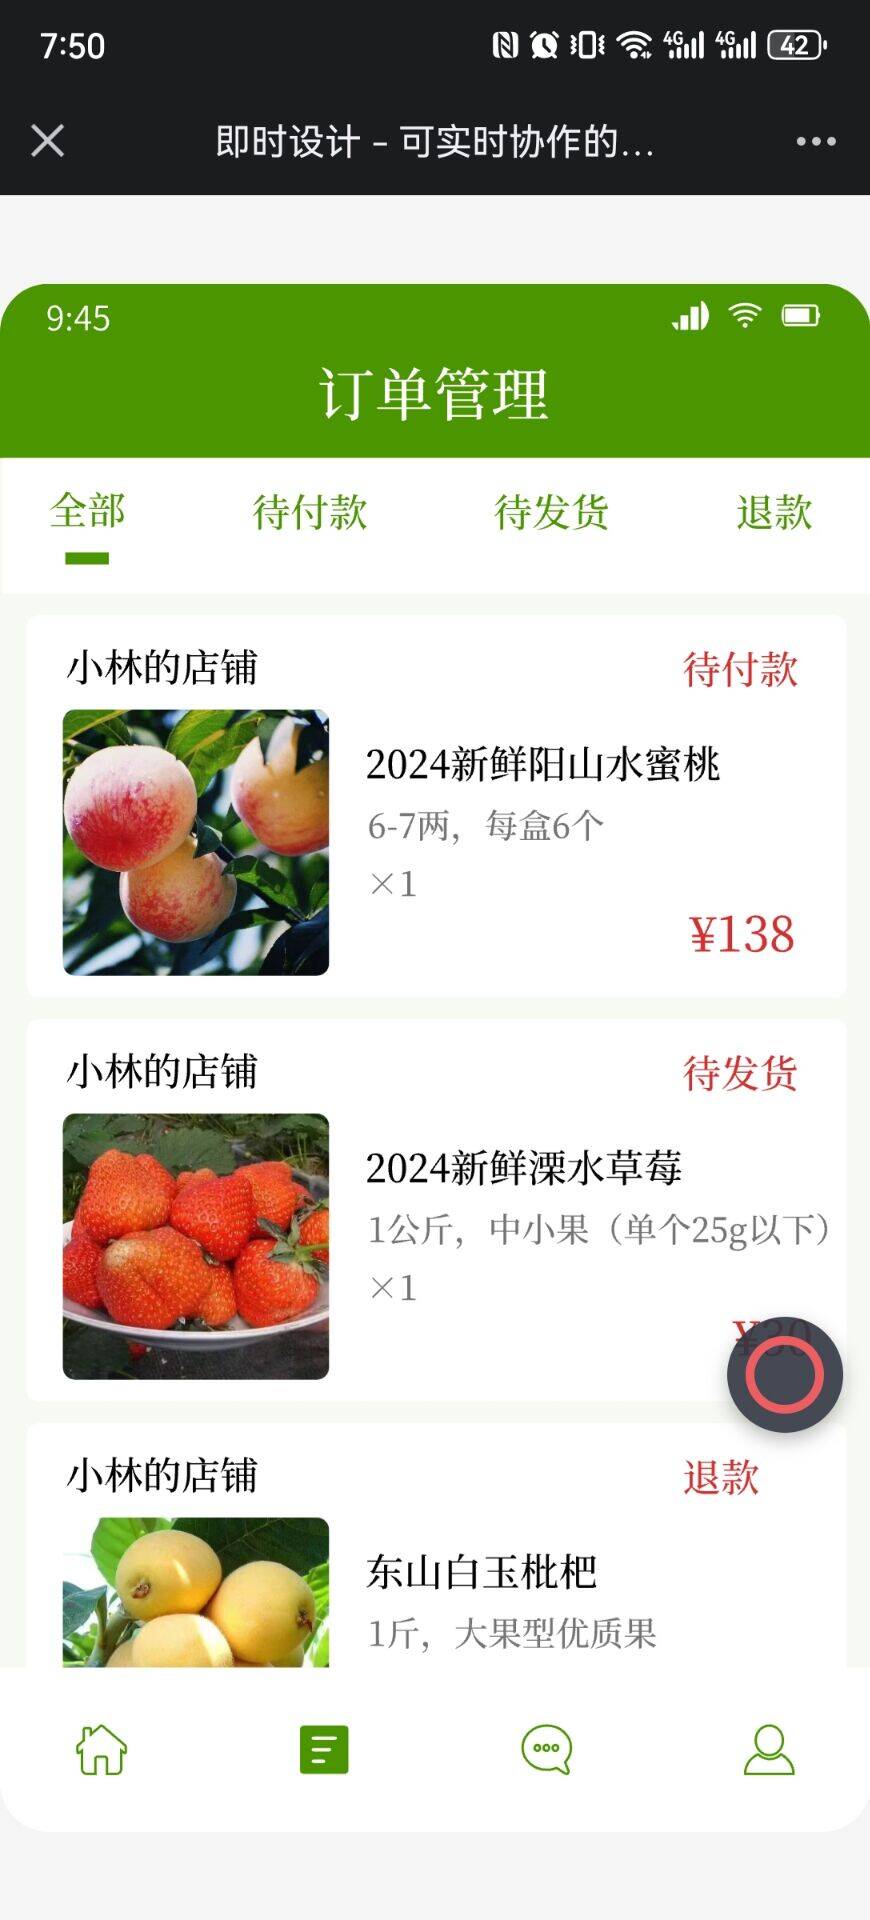 7:50
4G
4G
42
即时设计 – 可实时协作的...
9:45
订单管理
全部
待付款
待发货
退款
小林的店铺
待付款
2024新鲜阳山水蜜桃
6-7两，每盒6个
×1
¥138
小林的店铺
待发货
2024新鲜溧水草莓
1公斤，中小果（单个25g以下）
×1
¥30
小林的店铺
退款
东山白玉枇杷
1斤，大果型优质果